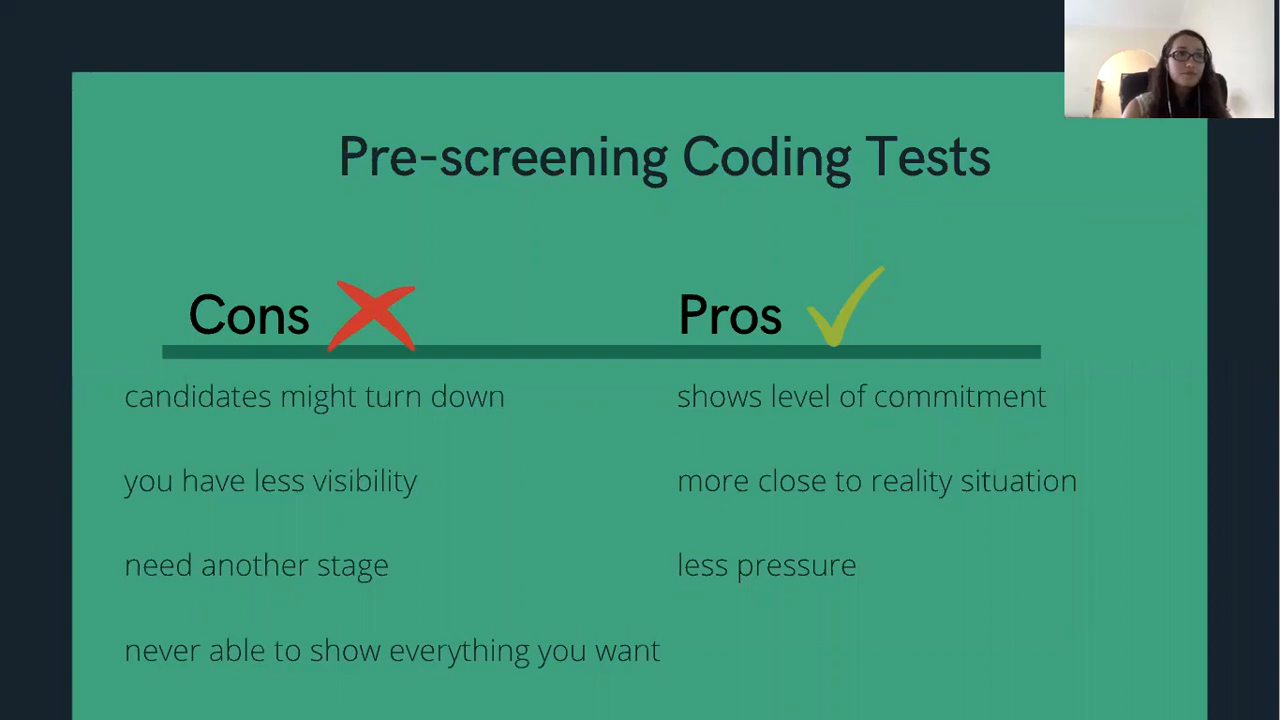 Pre-screening Coding Tests
Cons
Pros
candidates might turn down
shows level of commitment
you have less visibility
more close to reality situation
need another stage
less pressure
never able to show everything you want